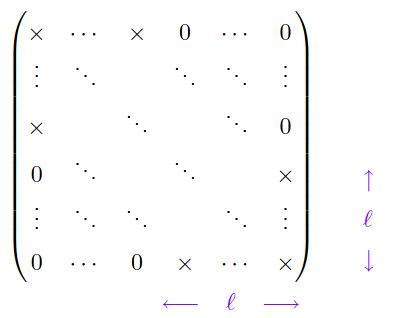 × ⋯ × 0 ⋯ 0
⋮ ⋱ ⋱ ⋱ ⋮
× ⋱ ⋱ 0
0 ⋱ ⋱ × ↑
⋮ ⋱ ⋱ ⋱ ⋮ ℓ
0 ⋯ 0 × ⋯ × ↓
← ℓ →